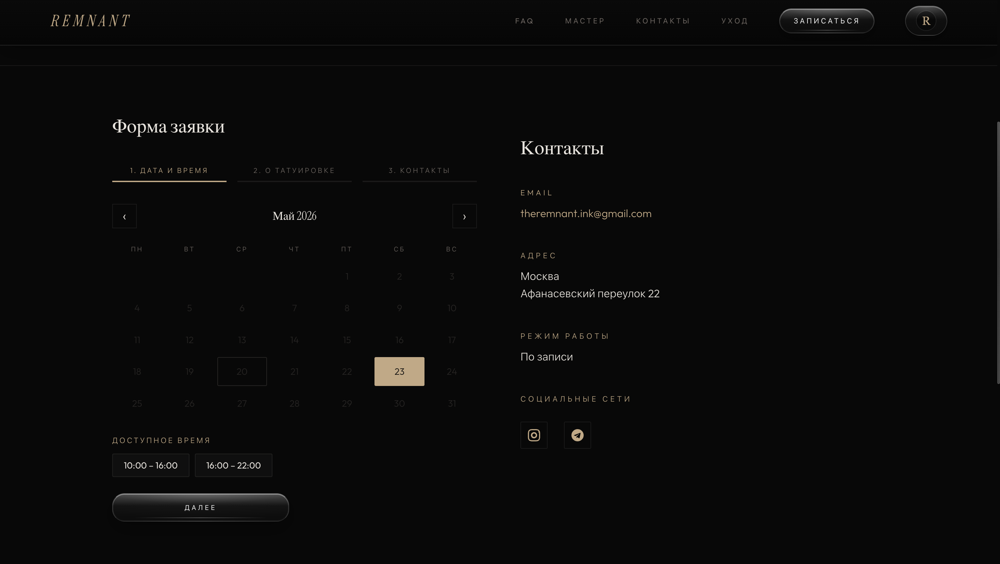 REMNANT
FAQ
МАСТЕР
КОНТАКТЫ
УХОД
ЗАПИСАТЬСЯ
R
Форма заявки
1. ДАТА И ВРЕМЯ
2. О ТАТУИРОВКЕ
3. КОНТАКТЫ
‹
Май 2026
›
ПН ВТ СР ЧТ ПТ СБ ВС
1 2 3
4 5 6 7 8 9 10
11 12 13 14 15 16 17
18 19 20 21 22 23 24
25 26 27 28 29 30 31
ДОСТУПНОЕ ВРЕМЯ
10:00 – 16:00
16:00 – 22:00
ДАЛЕЕ
Контакты
EMAIL
theremnant.ink@gmail.com
АДРЕС
Москва
Афанасевский переулок 22
РЕЖИМ РАБОТЫ
По записи
СОЦИАЛЬНЫЕ СЕТИ